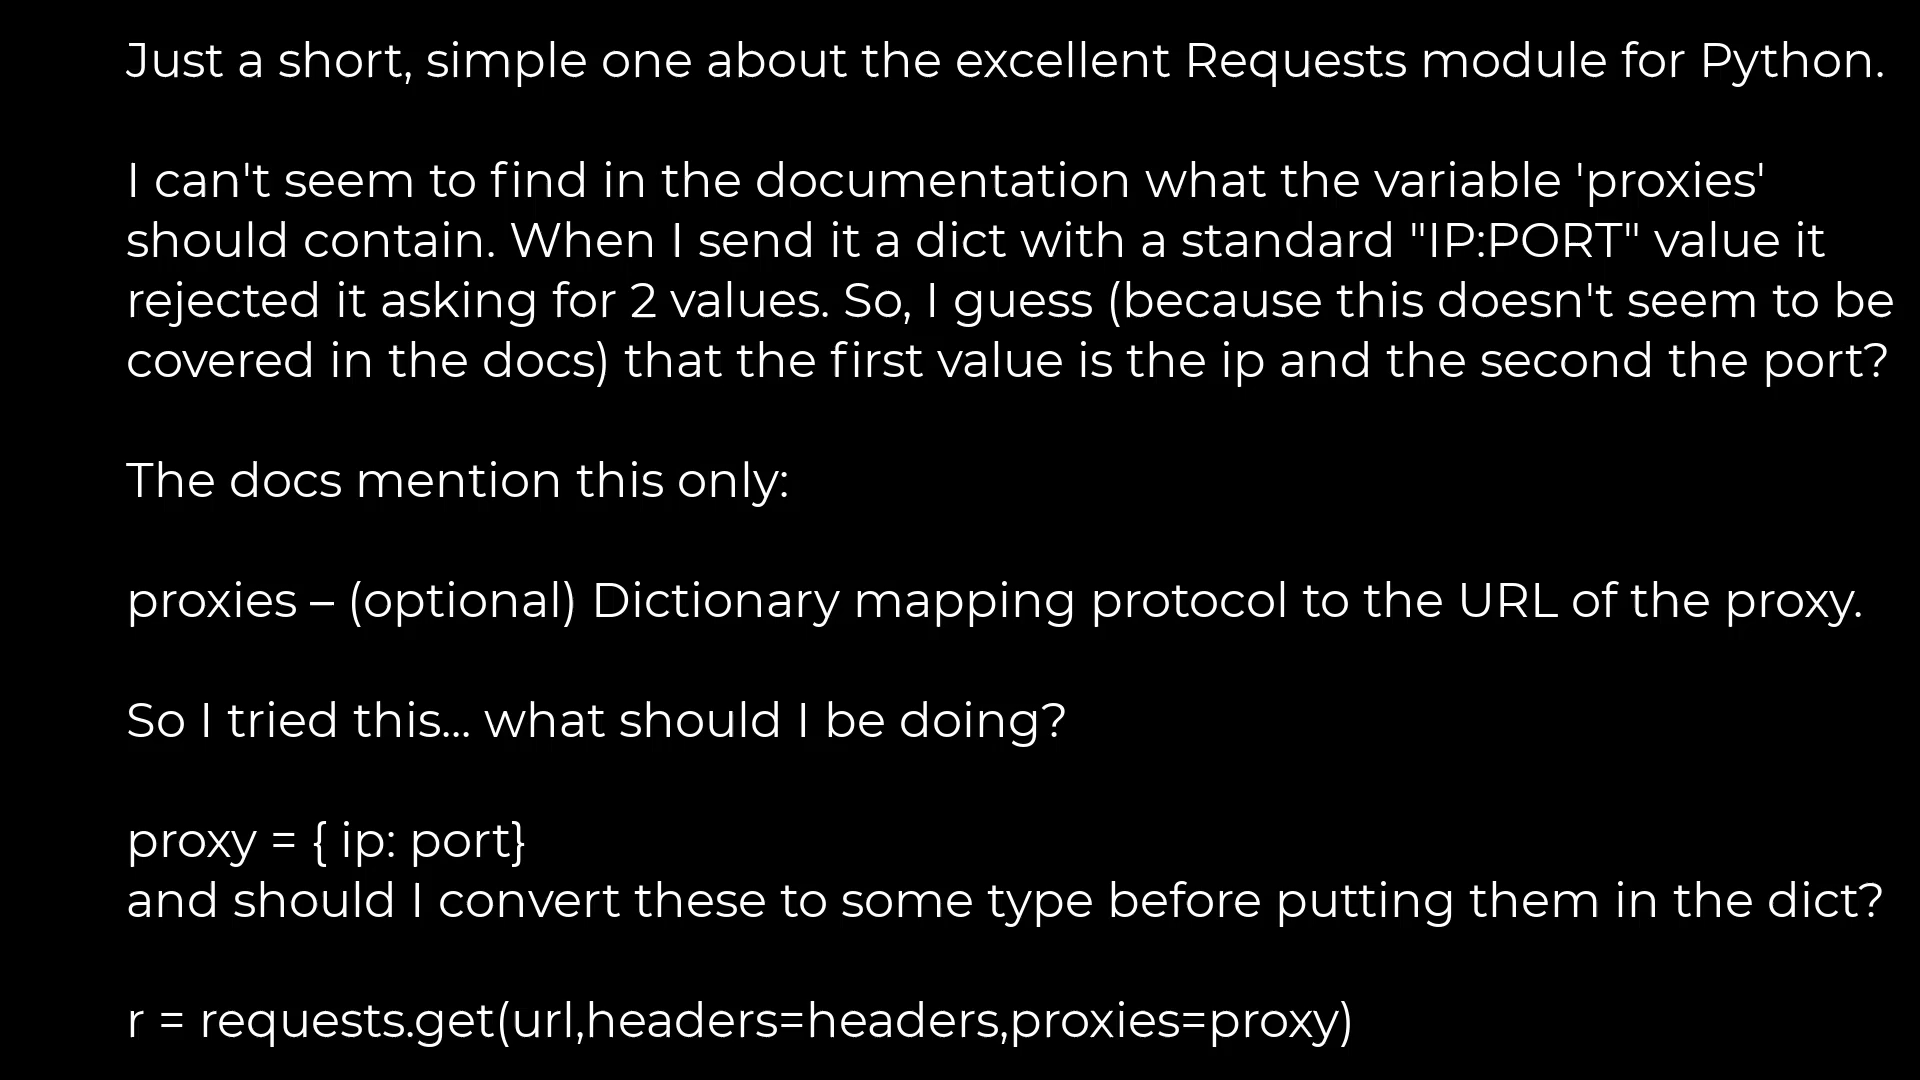 Just a short, simple one about the excellent Requests module for Python.
I can't seem to find in the documentation what the variable 'proxies'
should contain. When I send it a dict with a standard "IP:PORT" value it
rejected it asking for 2 values. So, I guess (because this doesn't seem to be
covered in the docs) that the first value is the ip and the second the port?
The docs mention this only:
proxies – (optional) Dictionary mapping protocol to the URL of the proxy.
So I tried this... what should I be doing?
proxy = { ip: port}
and should I convert these to some type before putting them in the dict?
r = requests.get(url,headers=headers,proxies=proxy)